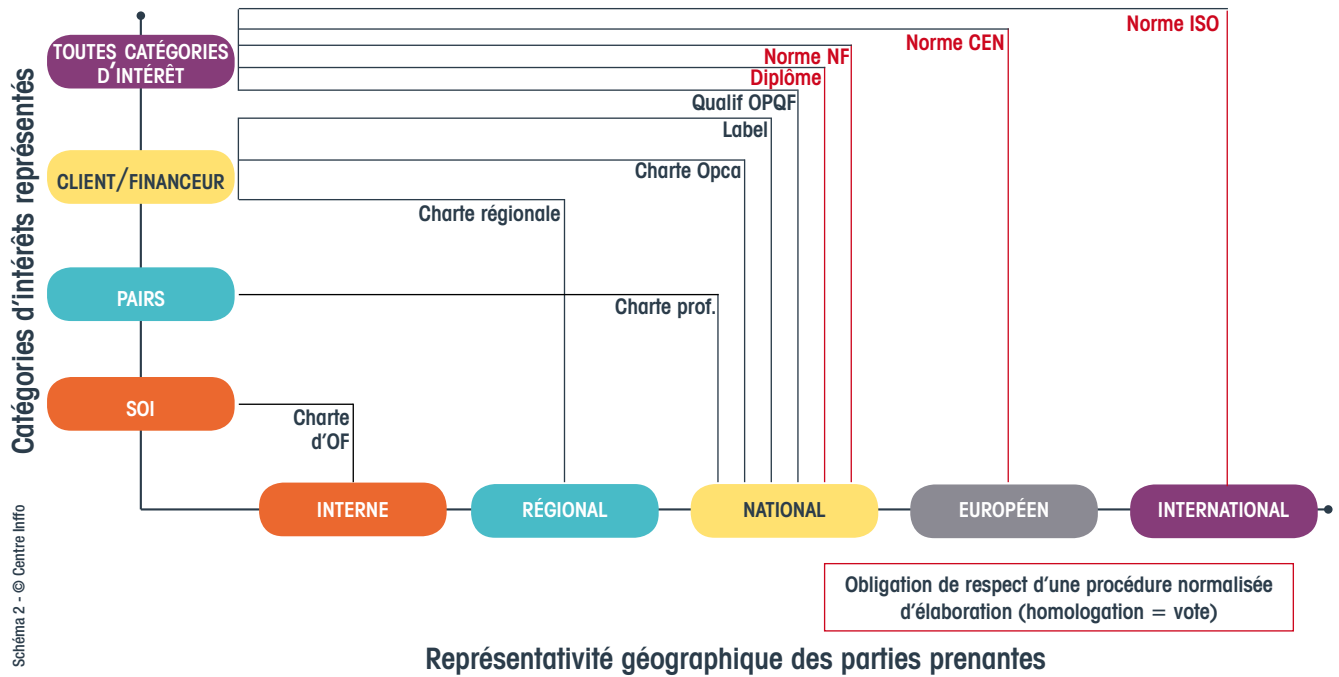 Catégories d'intérêts représentés
TOUTES CATÉGORIES
D'INTÉRÊT
CLIENT/FINANCEUR
PAIRS
SOI
Norme ISO
Norme CEN
Norme NF
Diplôme
Qualif OPQF
Label
Charte Opca
Charte régionale
Charte prof.
Charte
d'OF
INTERNE
RÉGIONAL
NATIONAL
EUROPÉEN
INTERNATIONAL
Obligation de respect d'une procédure normalisée
d'élaboration (homologation = vote)
Représentativité géographique des parties prenantes
Schéma 2 - © Centre Inffo